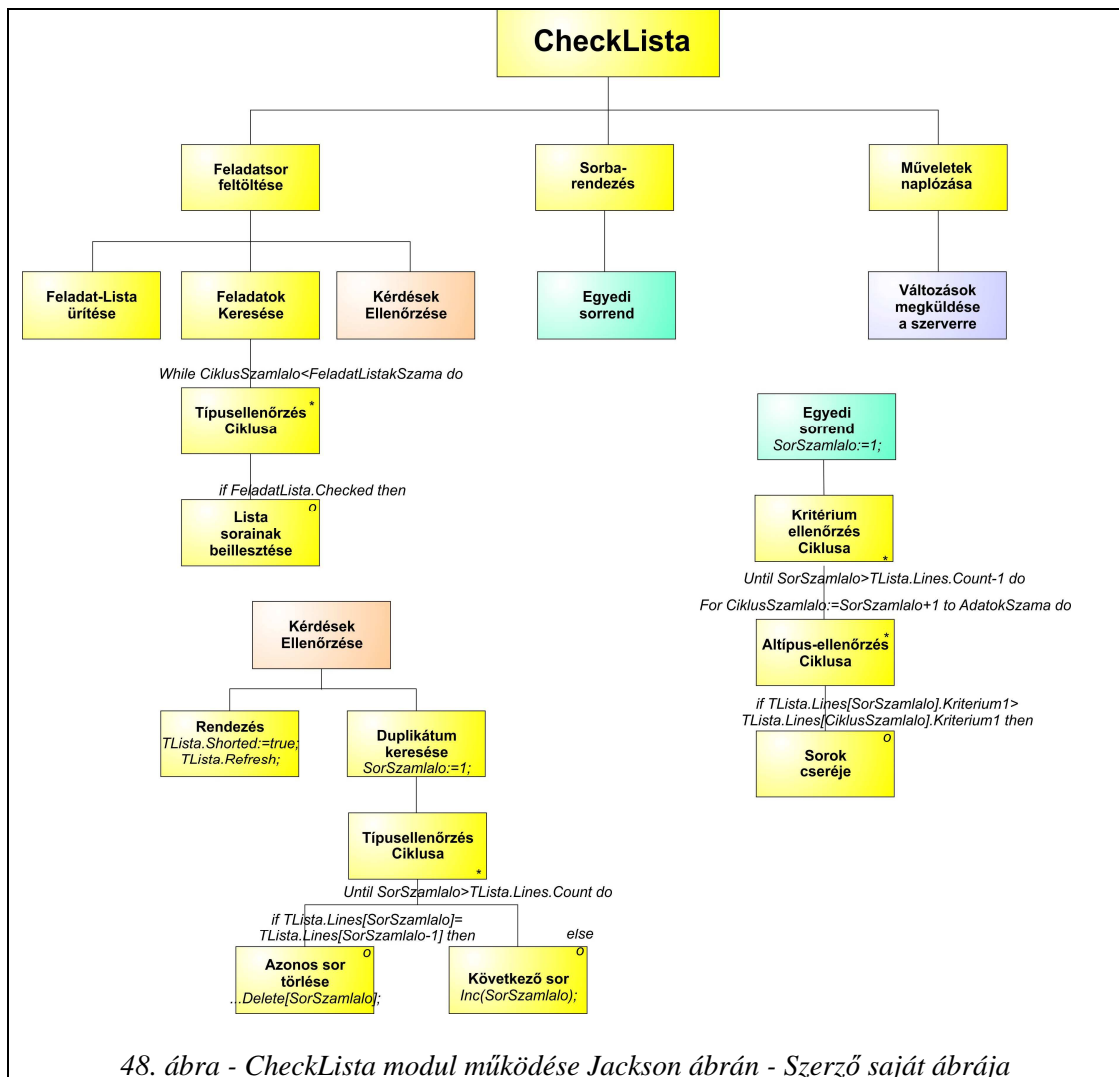 CheckLista
Feladatsor
feltöltése
Sorba-
rendezés
Műveletek
naplózása
Feladat-Lista
ürítése
Feladatok
Keresése
Kérdések
Ellenőrzése
Egyedi
sorrend
Változások
megküldése
a szerverre
While CiklusSzamlalo<FeladatListakSzama do
Típusellenőrzés *
Ciklusa
if FeladatLista.Checked then
o
Lista
sorainak
beillesztése
Egyedi
sorrend
SorSzamlalo:=1;
Kritérium
ellenőrzés
Ciklusa
*
Until SorSzamlalo>TLista.Lines.Count-1 do
For CiklusSzamlalo:=SorSzamlalo+1 to AdatokSzama do
Altípus-ellenőrzés *
Ciklusa
if TLista.Lines[SorSzamlalo].Kriterium1>
TLista.Lines[CiklusSzamlalo].Kriterium1 then
o
Sorok
cseréje
Kérdések
Ellenőrzése
Rendezés
TLista.Shorted:=true;
TLista.Refresh;
Duplikátum
keresése
SorSzamlalo:=1;
Típusellenőrzés
Ciklusa
*
Until SorSzamlalo>TLista.Lines.Count do
if TLista.Lines[SorSzamlalo]=
TLista.Lines[SorSzamlalo-1] then
else
o
Azonos sor
törlése
...Delete[SorSzamlalo];
o
Következő sor
Inc(SorSzamlalo);
48. ábra - CheckLista modul működése Jackson ábrán - Szerző saját ábrája